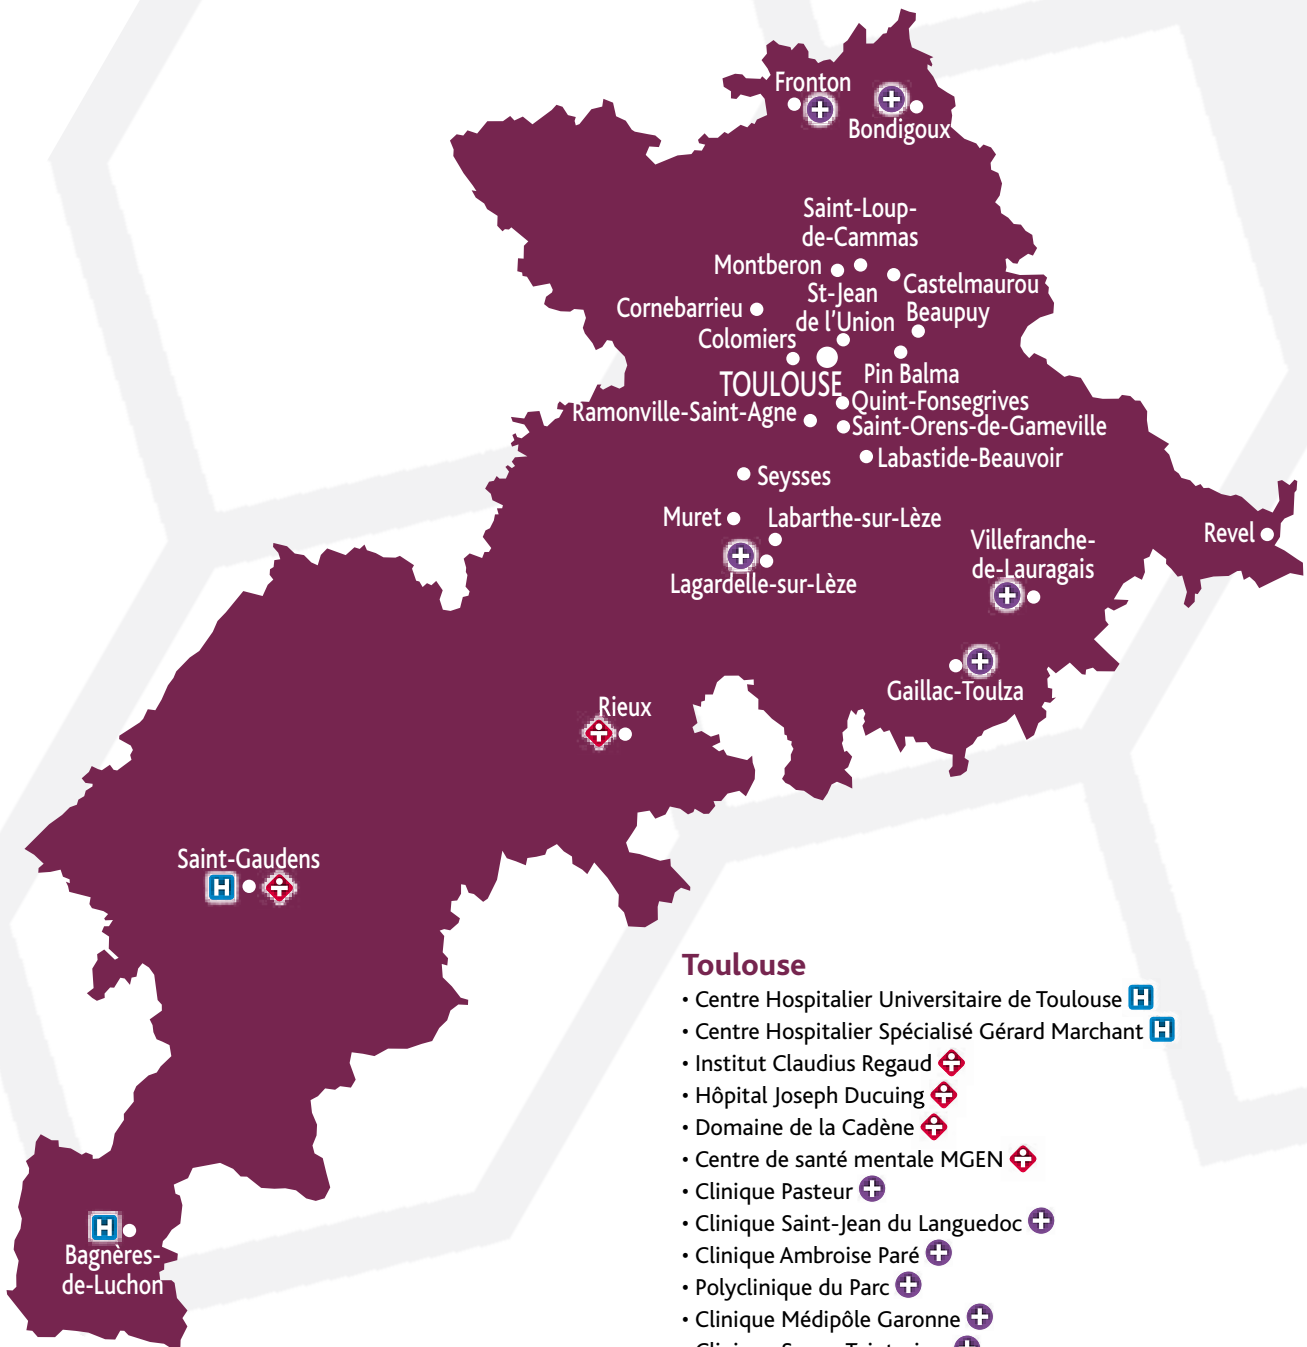 Fronton
Bondigoux
Saint-Loup-
de-Cammas
Montberon
Castelmaurou
St-Jean
de l'Union
Beaupuy
Cornebarrieu
Colomiers
TOULOUSE
Pin Balma
Quint-Fonsegrives
Ramonville-Saint-Agne
Saint-Orens-de-Gameville
Labastide-Beauvoir
Seysses
Muret
Labarthe-sur-Lèze
Lagardelle-sur-Lèze
Villefranche-
de-Lauragais
Revel
Gaillac-Toulza
Rieux
Saint-Gaudens
H
H
Bagnères-
de-Luchon
Toulouse
• Centre Hospitalier Universitaire de Toulouse H
• Centre Hospitalier Spécialisé Gérard Marchant H
• Institut Claudius Regaud
• Hôpital Joseph Ducuing
• Domaine de la Cadène
• Centre de santé mentale MGEN
• Clinique Pasteur
• Clinique Saint-Jean du Languedoc
• Clinique Ambroise Paré
• Polyclinique du Parc
• Clinique Médipôle Garonne